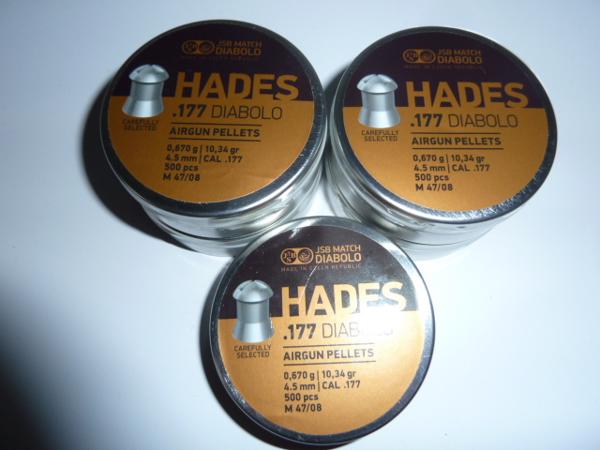 JSB MATCH
DIABOLO
MADE IN CZECH REPUBLIC
HADES
.177 DIABOLO
CAREFULLY
SELECTED
AIRGUN PELLETS
0,670 g | 10,34 gr
4.5 mm | CAL .177
500 pcs
M 47/08
JSB MATCH
DIABOLO
MADE IN CZECH REPUBLIC
HADES
.177 DIABOLO
CAREFULLY
SELECTED
AIRGUN PELLETS
0,670 g | 10,34 gr
4.5 mm | CAL .177
500 pcs
M 47/08
JSB MATCH
DIABOLO
MADE IN CZECH REPUBLIC
HADES
.177 DIABOLO
CAREFULLY
SELECTED
AIRGUN PELLETS
0,670 g | 10,34 gr
4.5 mm | CAL .177
500 pcs
M 47/08